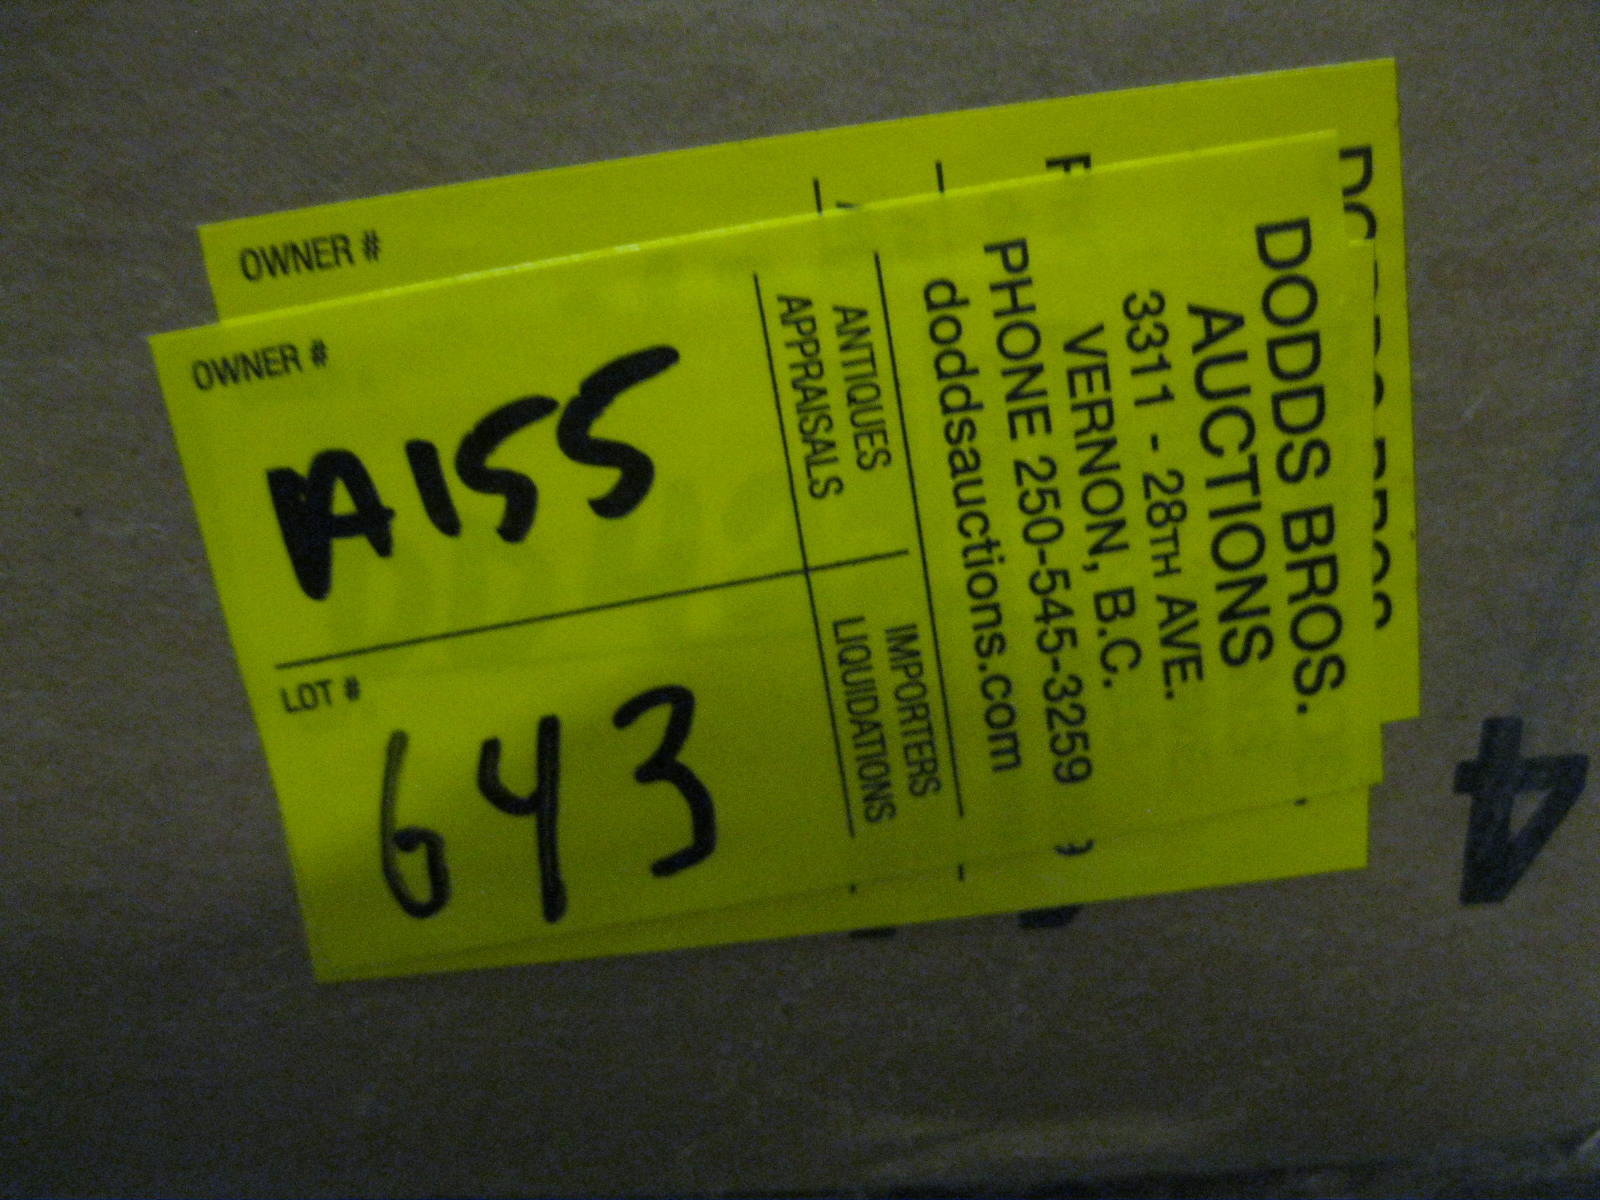 OWNER #
OWNER #
A155
LOT #
643
DODDS BROS.
AUCTIONS
3311 - 28TH AVE.
VERNON, B.C.
PHONE 250-545-3259
doddsauctions.com
ANTIQUES
APPRAISALS
IMPORTERS
LIQUIDATIONS
4